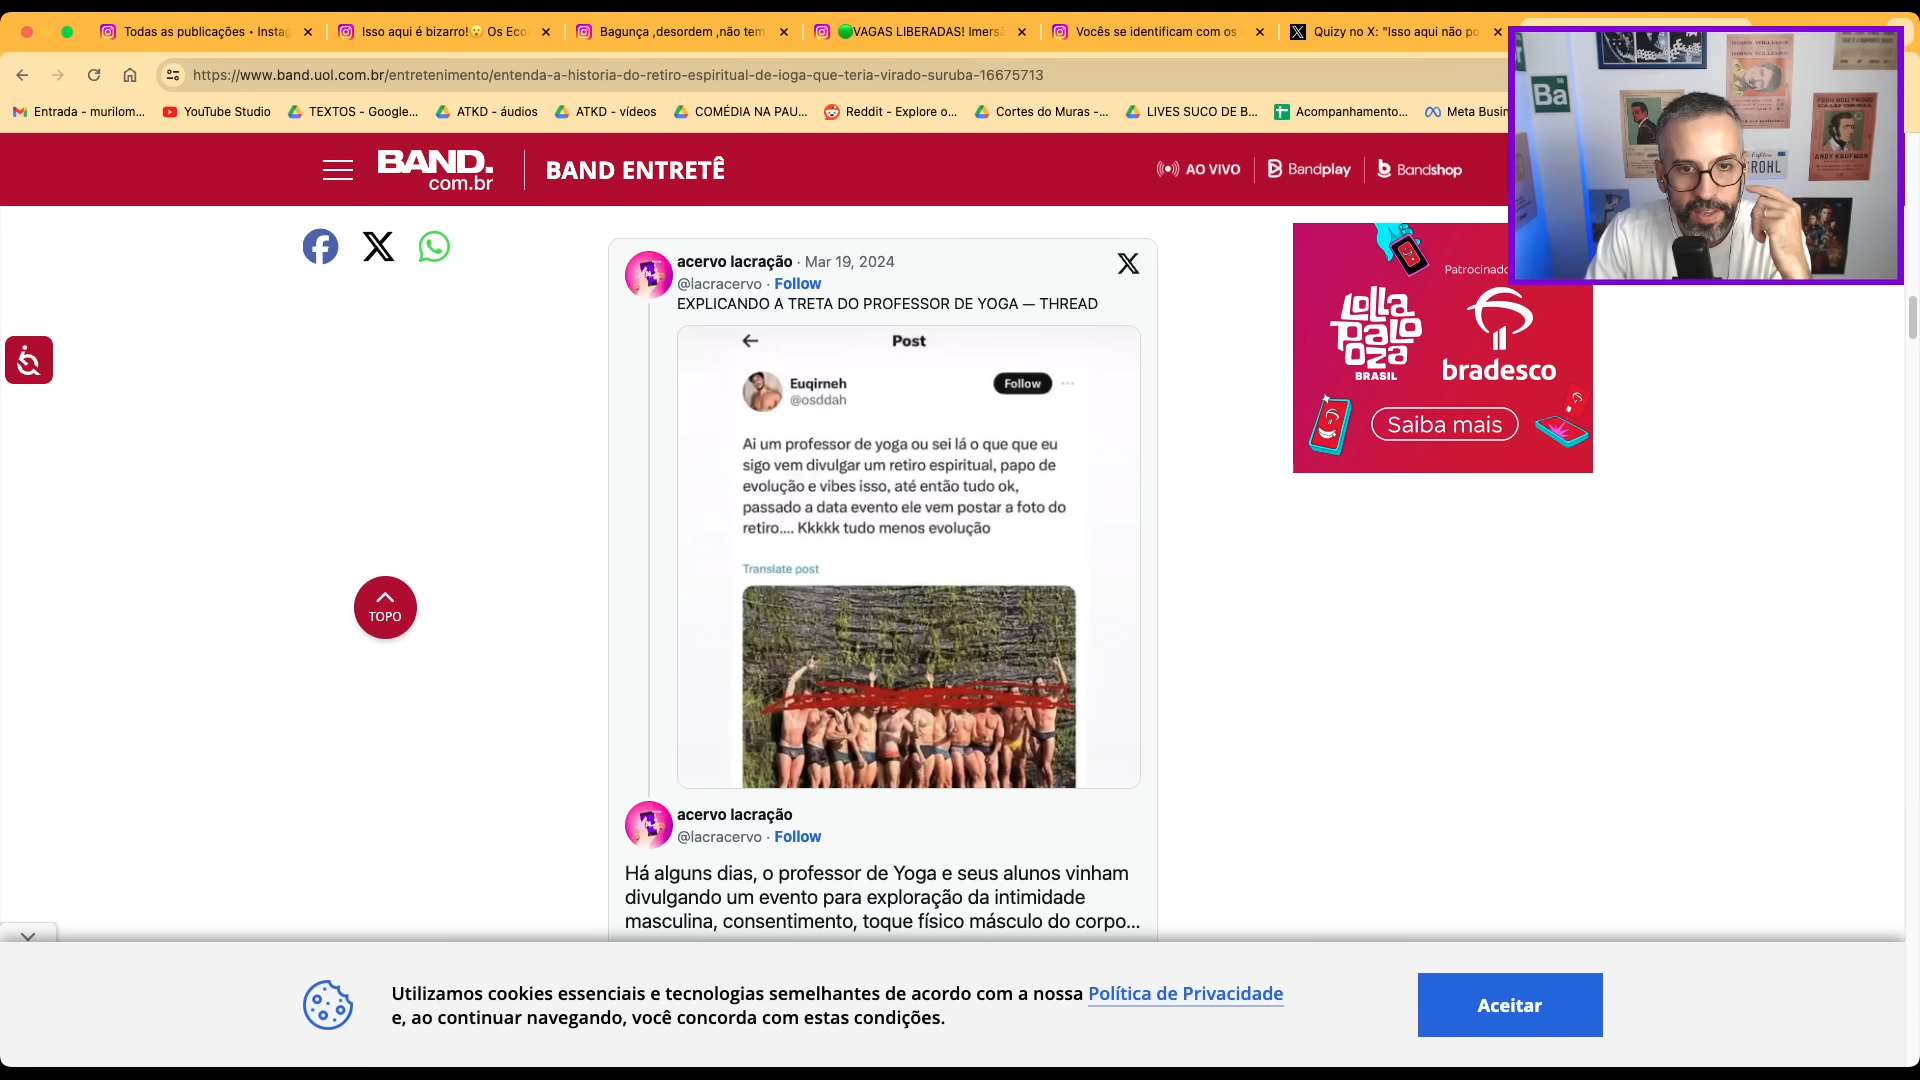 Todas as publicações • Instag
Isso aqui é bizarro!😮 Os Eco
Bagunça ,desordem ,não tem
🟢VAGAS LIBERADAS! Imersã
Vocês se identificam com os
Quizy no X: "Isso aqui não po
https://www.band.uol.com.br/entretenimento/entenda-a-historia-do-retiro-espiritual-de-ioga-que-teria-virado-suruba-16675713
Entrada - murilom...
YouTube Studio
TEXTOS - Google...
ATKD - áudios
ATKD - vídeos
COMÉDIA NA PAU...
Reddit - Explore o...
Cortes do Muras -...
LIVES SUCO DE B...
Acompanhamento...
Meta Busin
Ba
ROHL
ANDY KAUFMAN
BAND.
com.br
BAND ENTRETÊ
AO VIVO
Bandplay
Bandshop
acervo lacração · Mar 19, 2024
@lacracervo · Follow
EXPLICANDO A TRETA DO PROFESSOR DE YOGA — THREAD
Post
Euqirneh
@osddah
Follow
Ai um professor de yoga ou sei lá o que que eu
sigo vem divulgar um retiro espiritual, papo de
evolução e vibes isso, até então tudo ok,
passado a data evento ele vem postar a foto do
retiro.... Kkkkk tudo menos evolução
Translate post
Patrocinado
LOLLA
PALO
OZA
BRASIL
bradesco
Saiba mais
TOPO
acervo lacração
@lacracervo · Follow
Há alguns dias, o professor de Yoga e seus alunos vinham
divulgando um evento para exploração da intimidade
masculina, consentimento, toque físico másculo do corpo...
Utilizamos cookies essenciais e tecnologias semelhantes de acordo com a nossa Política de Privacidade
e, ao continuar navegando, você concorda com estas condições.
Aceitar